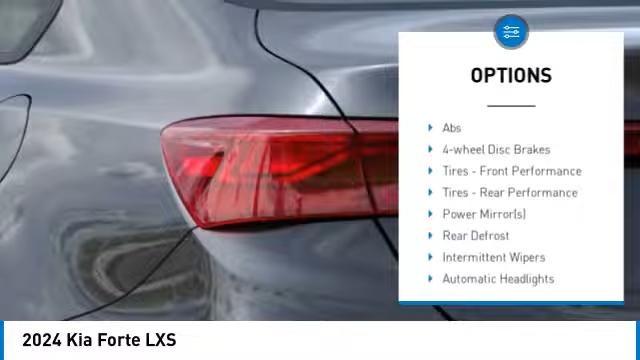 OPTIONS
Abs
4-wheel Disc Brakes
Tires - Front Performance
Tires - Rear Performance
Power Mirror(s)
Rear Defrost
Intermittent Wipers
Automatic Headlights
2024 Kia Forte LXS